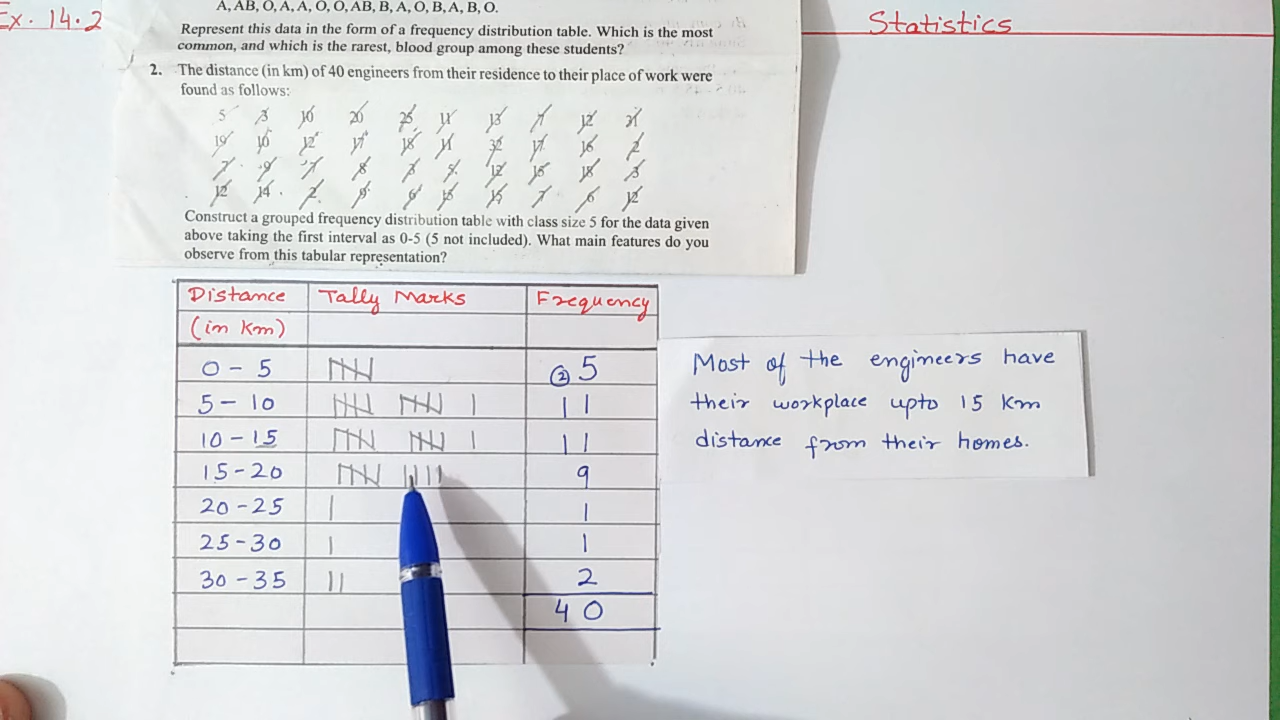 Ex. 14.2
Statistics
A, AB, O, A, A, O, O, AB, B, A, O, B, A, B, O.
Represent this data in the form of a frequency distribution table. Which is the most
common, and which is the rarest, blood group among these students?
2. The distance (in km) of 40 engineers from their residence to their place of work were
found as follows:
5 3 10 20 25 11 13 7 12 31
19 10 12 17 18 11 32 17 16 2
7 9 7 8 3 5 12 15 18 3
12 14 2 9 6 15 15 7 6 12
Construct a grouped frequency distribution table with class size 5 for the data given
above taking the first interval as 0-5 (5 not included). What main features do you
observe from this tabular representation?
Distance Tally Marks Frequency
(in Km)
0 - 5 5
5 - 10 11
10 - 15 11
15 - 20 9
20 - 25 1
25 - 30 1
30 - 35 2
40
Most of the engineers have
their workplace upto 15 Km
distance from their homes.